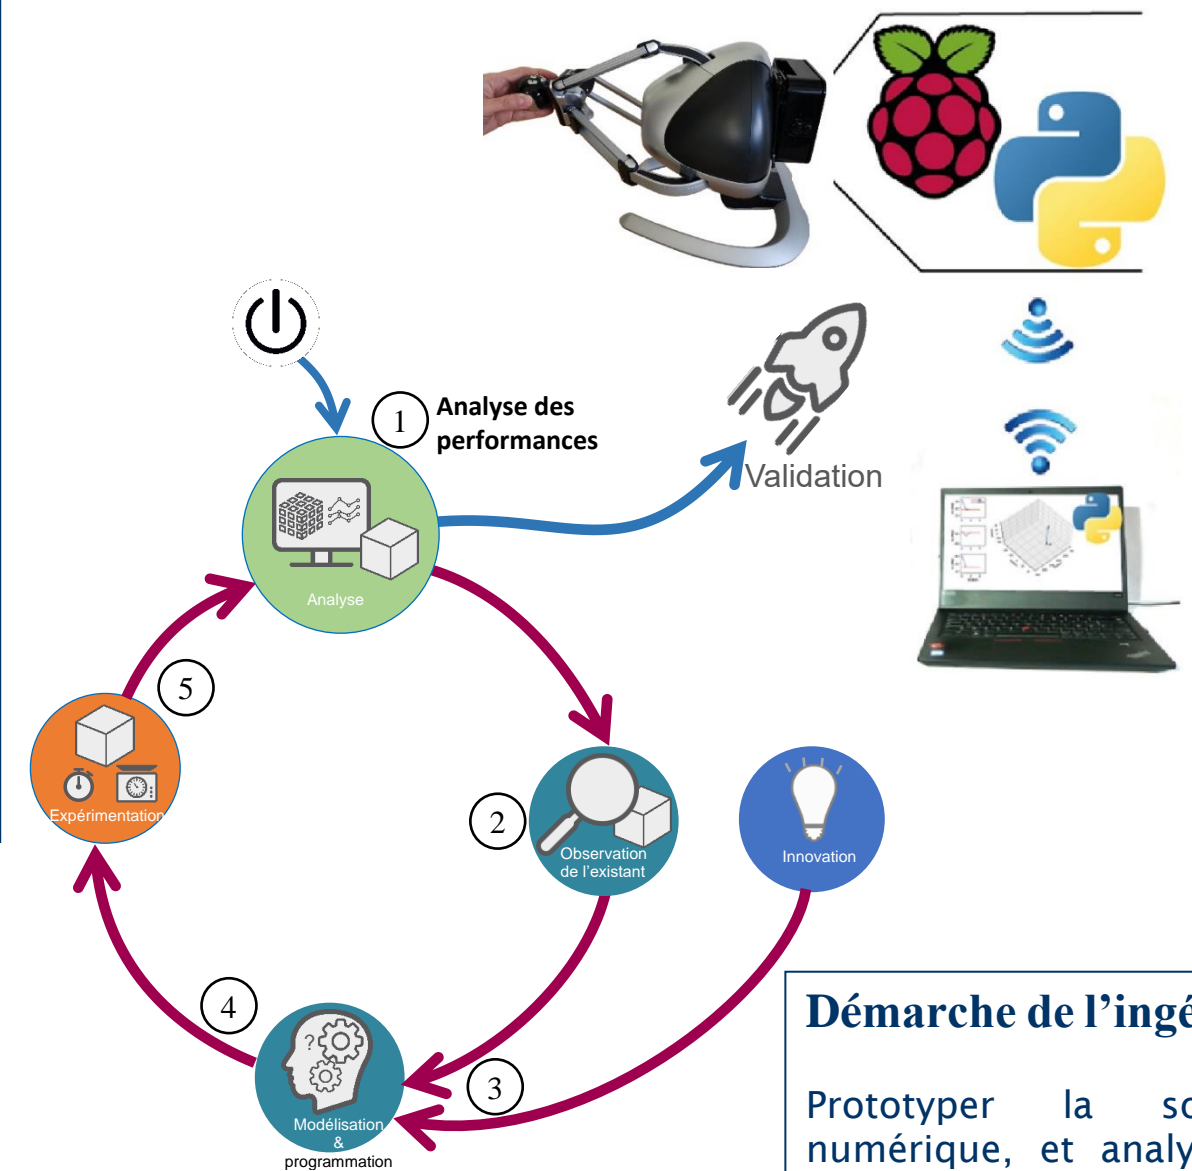 1
Analyse des
performances
Validation
Analyse
5
Expérimentation
2
Observation
de l'existant
Innovation
4
3
?
Modélisation
&
programmation
Démarche de l'ingé
Prototyper la so
numérique, et analy